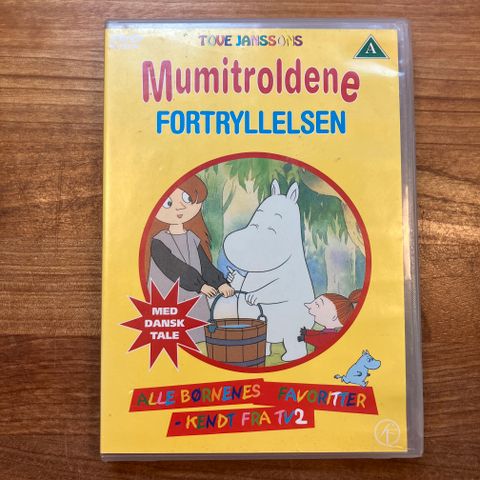 TOVE JANSSONS
A
Mumitroldene
FORTRYLLELSEN
MED
DANSK
TALE
ALLE BØRNENES FAVORITTER
- KENDT FRA TV2